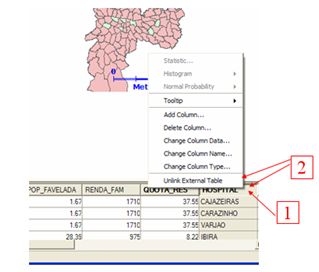 0
Met
Statistic...
Histogram
Normal Probability
Tooltip
Add Column...
Delete Column...
Change Column Data...
Change Column Name...
Change Column Type...
Unlink External Table
2
1
POP_FAVELADA RENDA_FAM QUOTA_RES HOSPITAL
1.67 1710 37.55 CAJAZEIRAS
1.67 1710 37.55 CARAZINHO
1.67 1710 37.55 VARJAO
28.35 975 8.22 IBIRA